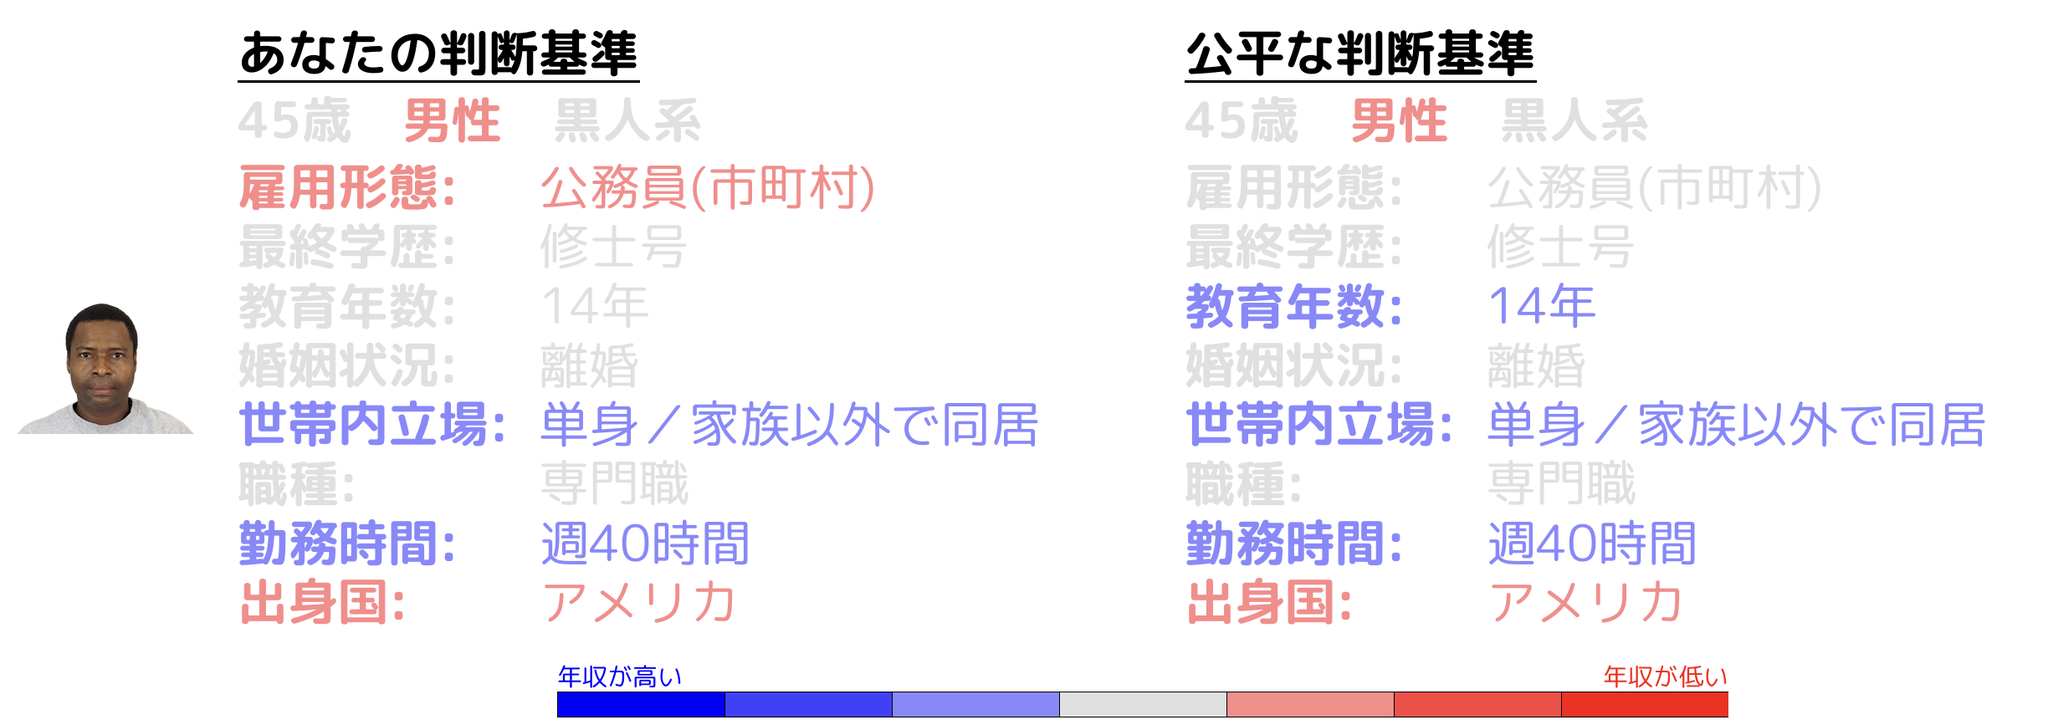 あなたの判断基準
45歳 男性 黒人系
雇用形態: 公務員(市町村)
最終学歴: 修士号
教育年数: 14年
婚姻状況: 離婚
世帯内立場: 単身／家族以外で同居
職種: 専門職
勤務時間: 週40時間
出身国: アメリカ
公平な判断基準
45歳 男性 黒人系
雇用形態: 公務員(市町村)
最終学歴: 修士号
教育年数: 14年
婚姻状況: 離婚
世帯内立場: 単身／家族以外で同居
職種: 専門職
勤務時間: 週40時間
出身国: アメリカ
年収が高い
年収が低い